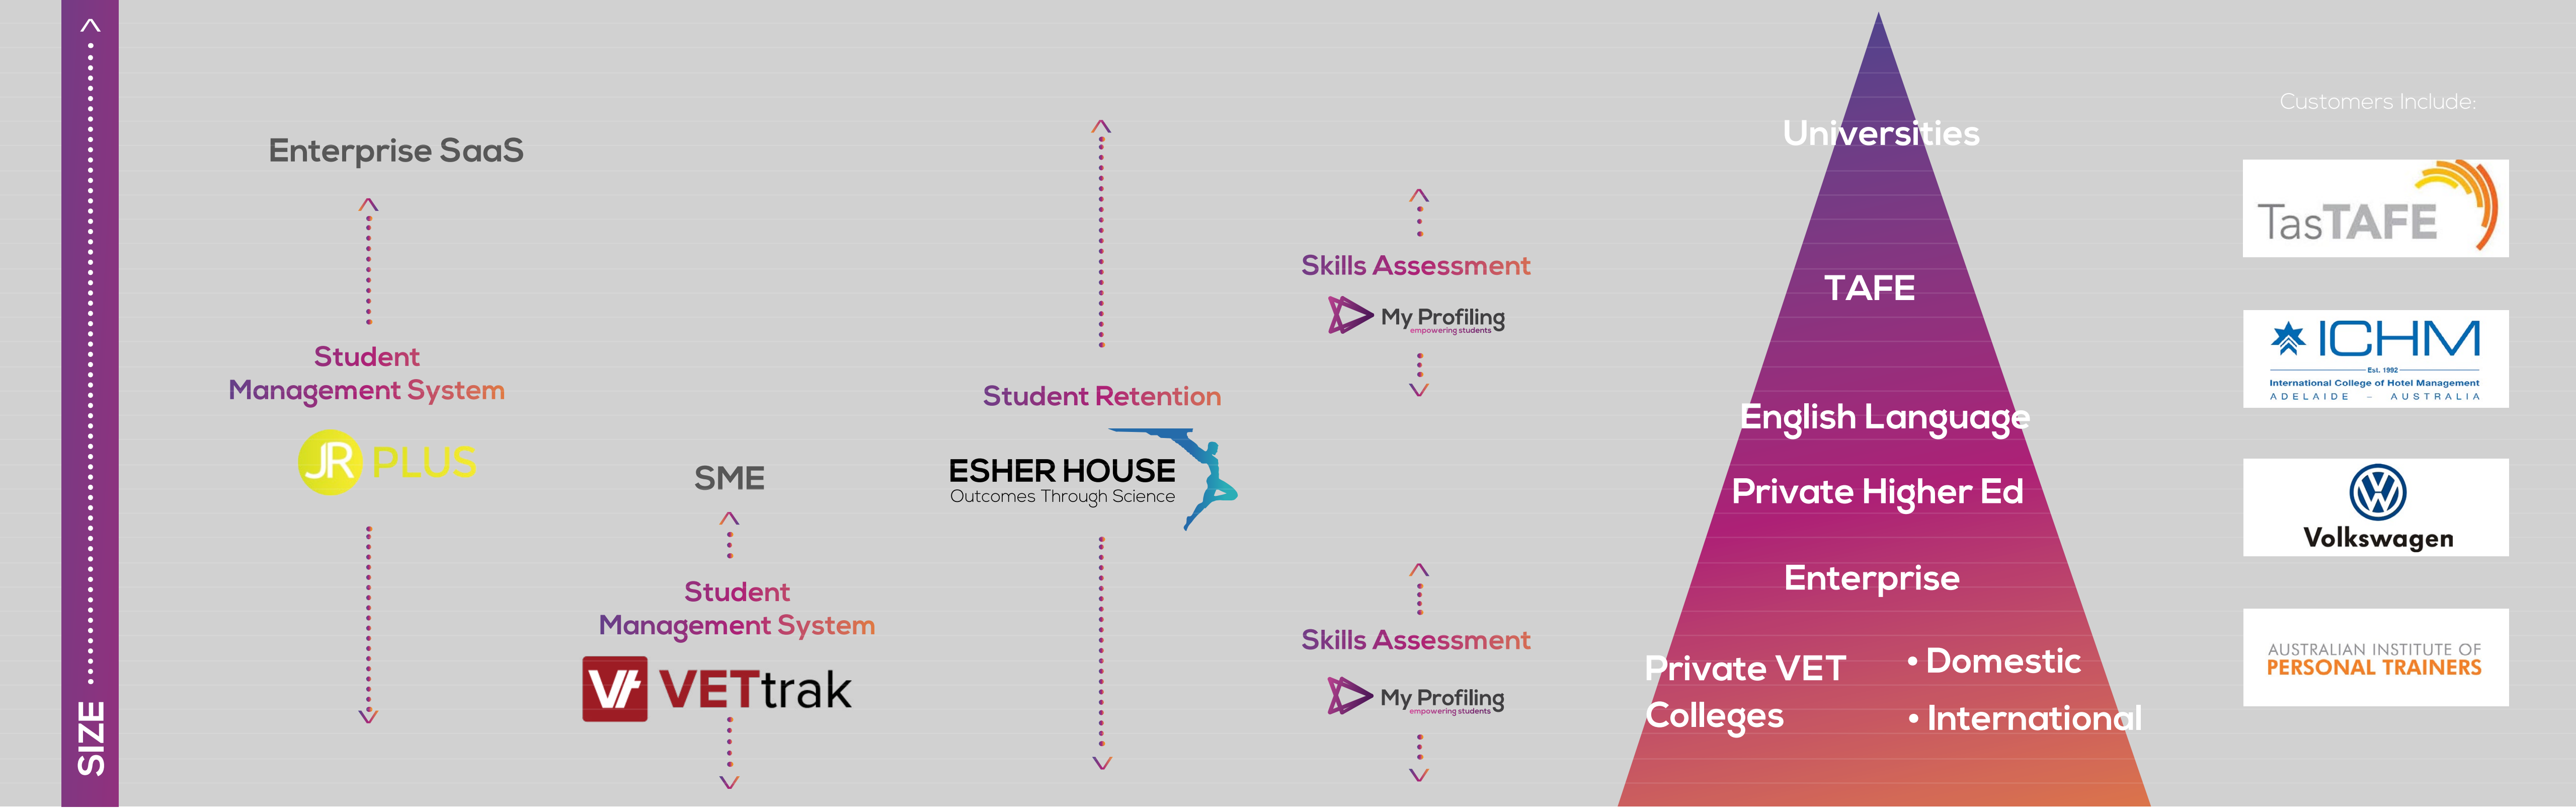 SIZE
Enterprise SaaS
Student
Management System
JR PLUS
SME
Student
Management System
VT VETtrak
Student Retention
ESHER HOUSE
Outcomes Through Science
Skills Assessment
My Profiling
empowering students
Skills Assessment
My Profiling
empowering students
Universities
TAFE
English Language
Private Higher Ed
Enterprise
Private VET
Colleges
• Domestic
• International
Customers Include:
TasTAFE
ICHM
Est. 1992
International College of Hotel Management
ADELAIDE – AUSTRALIA
Volkswagen
AUSTRALIAN INSTITUTE OF
PERSONAL TRAINERS